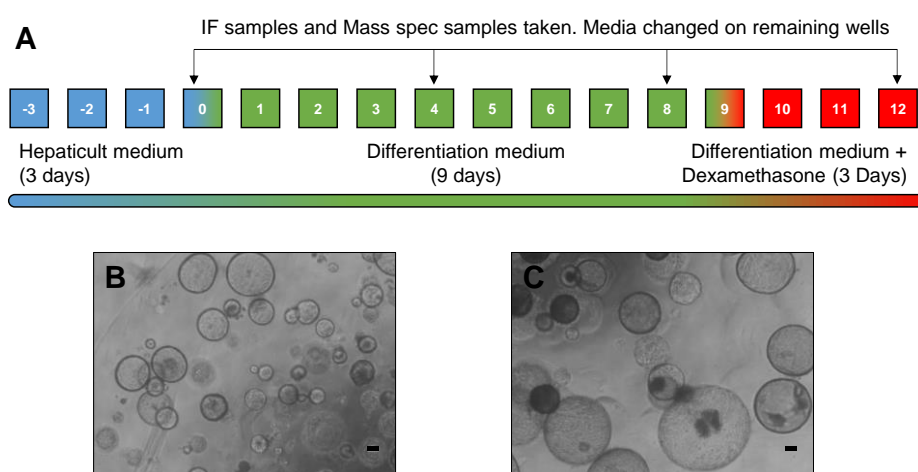 A
IF samples and Mass spec samples taken. Media changed on remaining wells
-3 -2 -1 0 1 2 3 4 5 6 7 8 9 10 11 12
Hepaticult medium
(3 days)
Differentiation medium
(9 days)
Differentiation medium +
Dexamethasone (3 Days)
B
C